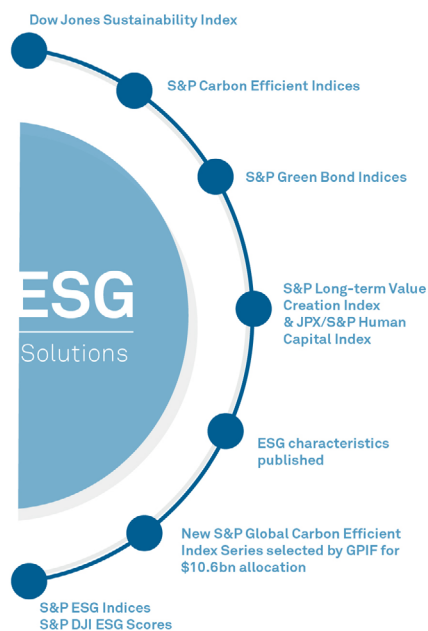 Dow Jones Sustainability Index
S&P Carbon Efficient Indices
S&P Green Bond Indices
ESG
Solutions
S&P Long-term Value
Creation Index
& JPX/S&P Human
Capital Index
ESG characteristics
published
New S&P Global Carbon Efficient
Index Series selected by GPIF for
$10.6bn allocation
S&P ESG Indices
S&P DJI ESG Scores